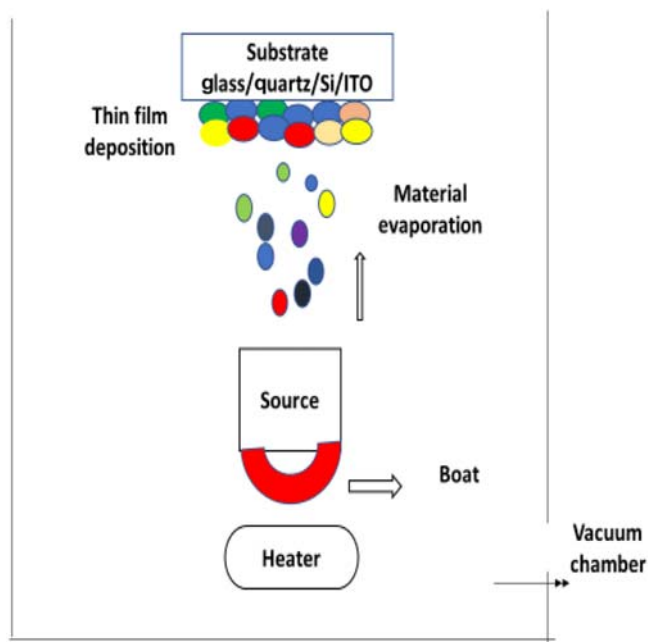 Substrate
glass/quartz/Si/ITO
Thin film
deposition
Material
evaporation
Source
Boat
Heater
Vacuum
chamber